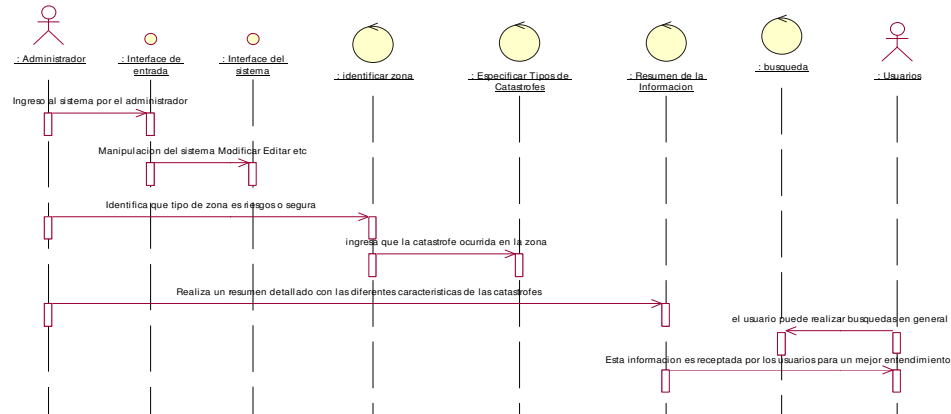 : Administrador
: Interface de
entrada
: Interface del
sistema
: identificar zona
: Especificar Tipos de
Catastrofes
: Resumen de la
Informacion
: busqueda
: Usuarios
Ingreso al sistema por el administrador
Manipulacion del sistema Modificar Editar etc
Identifica que tipo de zona es riesgos o segura
ingresa que la catastrofe ocurrida en la zona
Realiza un resumen detallado con las diferentes caracteristicas de las catastrofes
el usuario puede realizar busquedas en general
Esta informacion es receptada por los usuarios para un mejor entendimiento